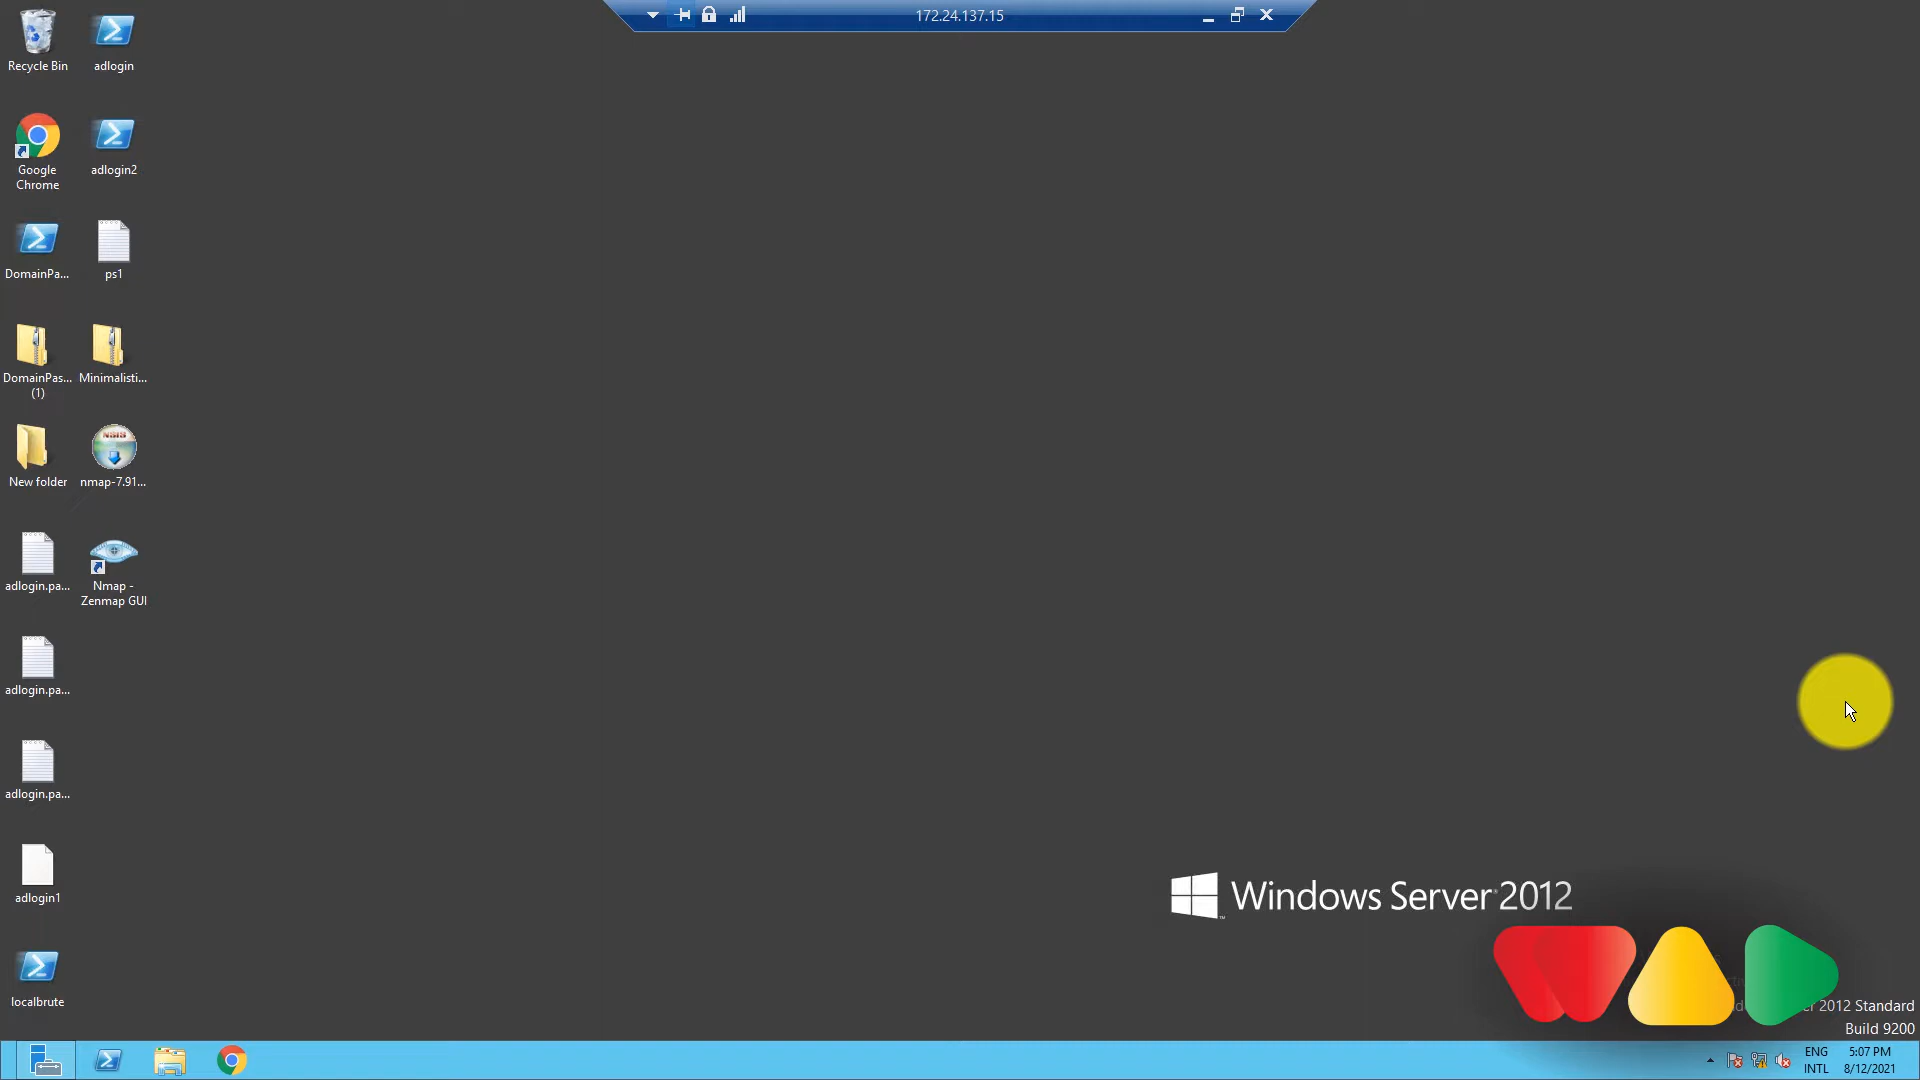 172.24.137.15
Recycle Bin
adlogin
Google
Chrome
adlogin2
DomainPa...
ps1
DomainPas...
(1)
Minimalisti...
New folder
nmap-7.91...
adlogin.pa...
Nmap -
Zenmap GUI
adlogin.pa...
adlogin.pa...
adlogin1
localbrute
Windows Server 2012
2012 Standard
Build 9200
ENG
INTL
5:07 PM
8/12/2021